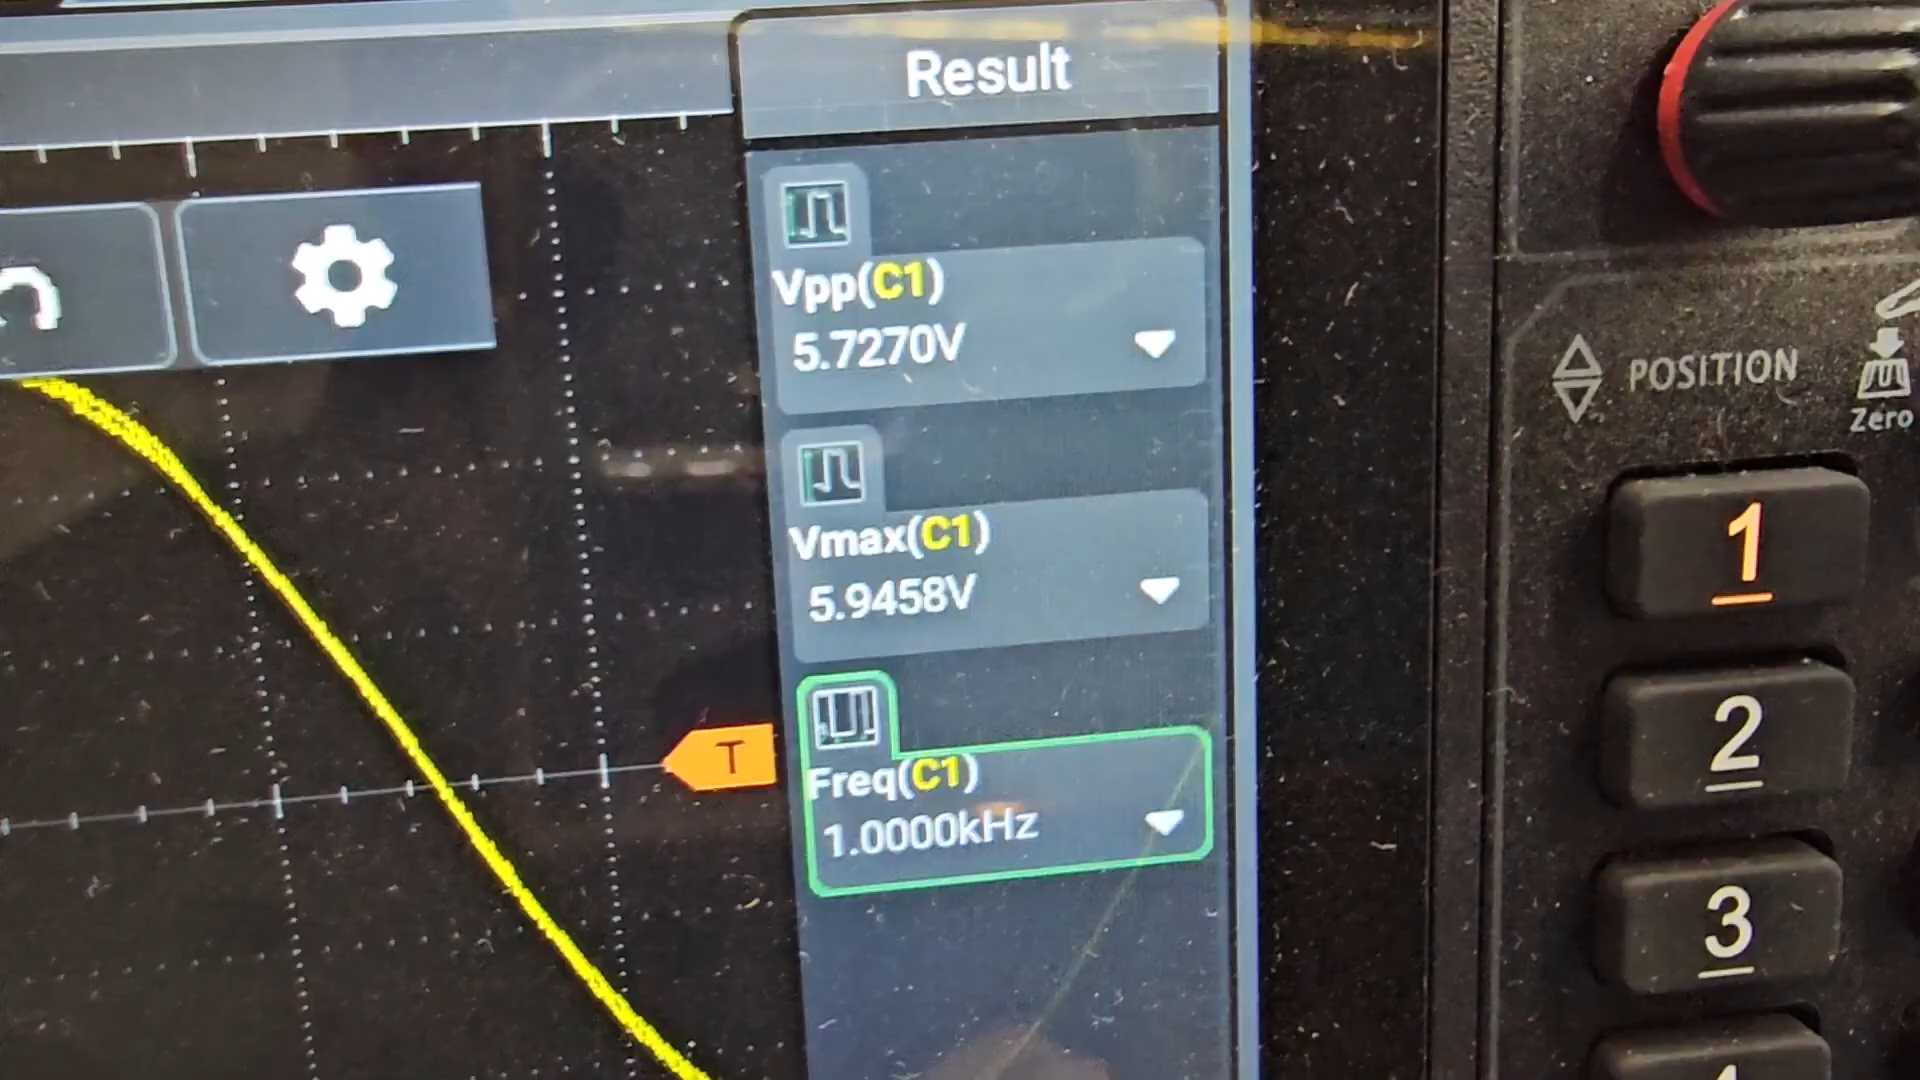 Result
Vpp(C1)
5.7270V
Vmax(C1)
5.9458V
T
Freq(C1)
1.0000kHz
POSITION
Zero
1
2
3